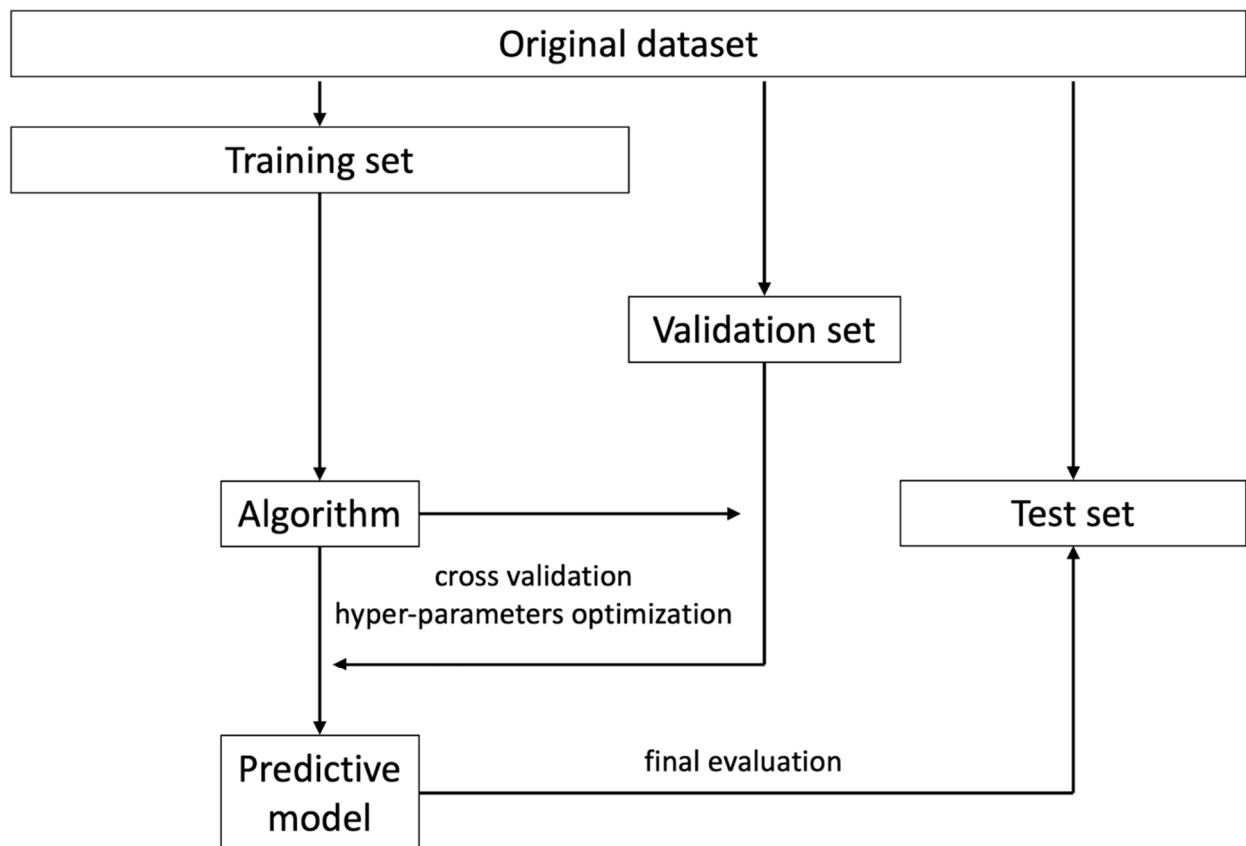 Original dataset
Training set
Validation set
Algorithm
Test set
cross validation
hyper-parameters optimization
Predictive
model
final evaluation